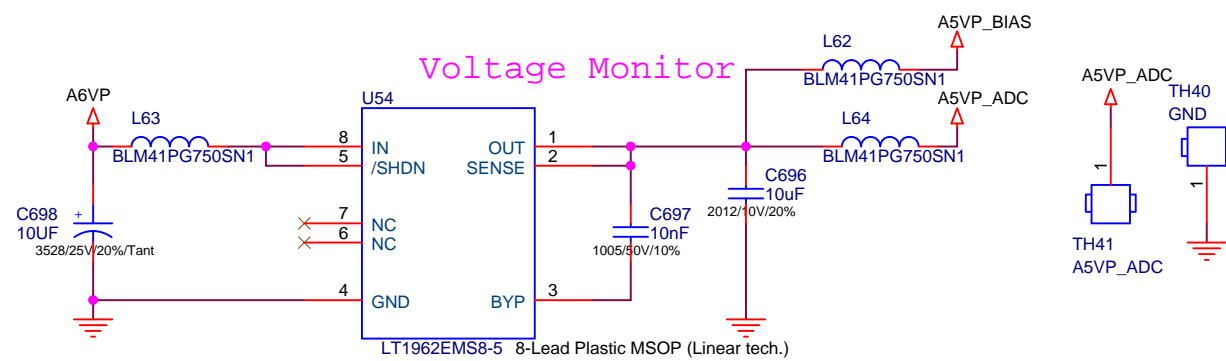 Voltage Monitor
A6VP
L63
BLM41PG750SN1
C698
+
10UF
3528/25V/20%/Tant
U54
8 IN
5 /SHDN
7 NC
6 NC
4 GND
OUT 1
SENSE 2
BYP 3
LT1962EMS8-5 8-Lead Plastic MSOP (Linear tech.)
C697
10nF
1005/50V/10%
C696
10uF
2012/10V/20%
L62
BLM41PG750SN1
A5VP_BIAS
L64
BLM41PG750SN1
A5VP_ADC
A5VP_ADC
1
TH41
A5VP_ADC
TH40
GND
1